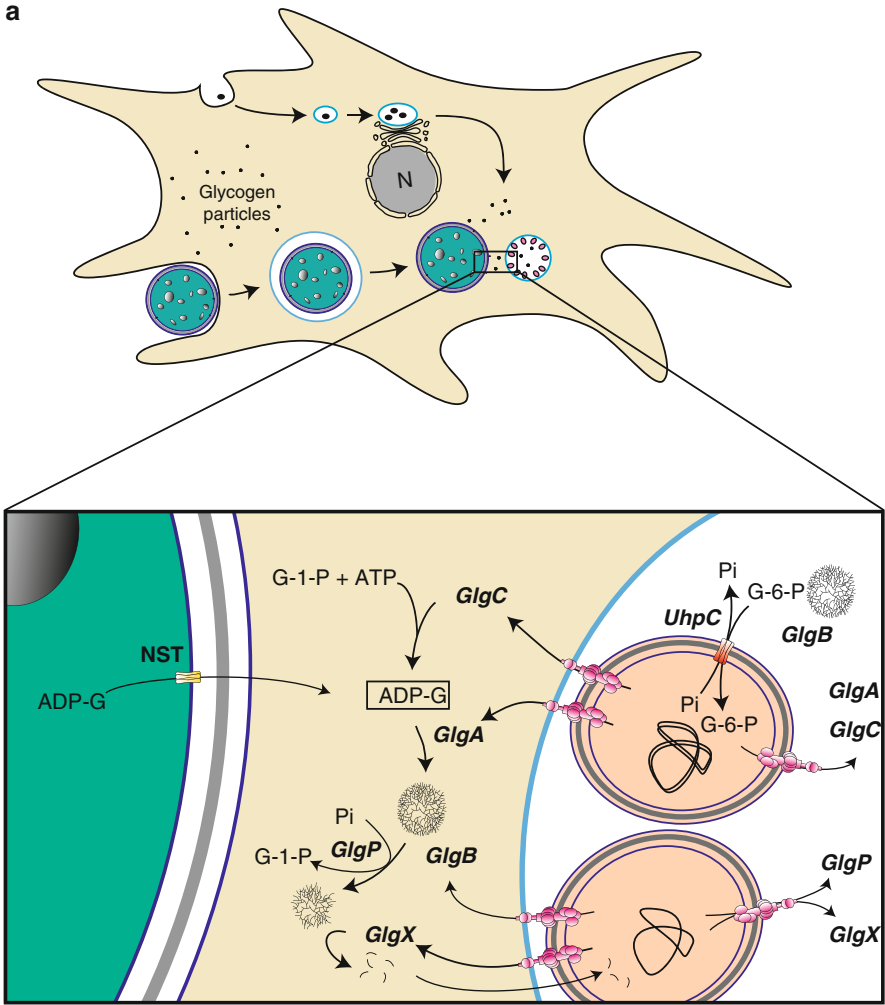 a
N
Glycogen
particles
G-1-P + ATP
GlgC
NST
ADP-G
ADP-G
GlgA
Pi
GlgP
G-1-P
GlgB
GlgX
Pi
G-6-P
UhpC
GlgB
Pi
G-6-P
GlgA
GlgC
GlgP
GlgX